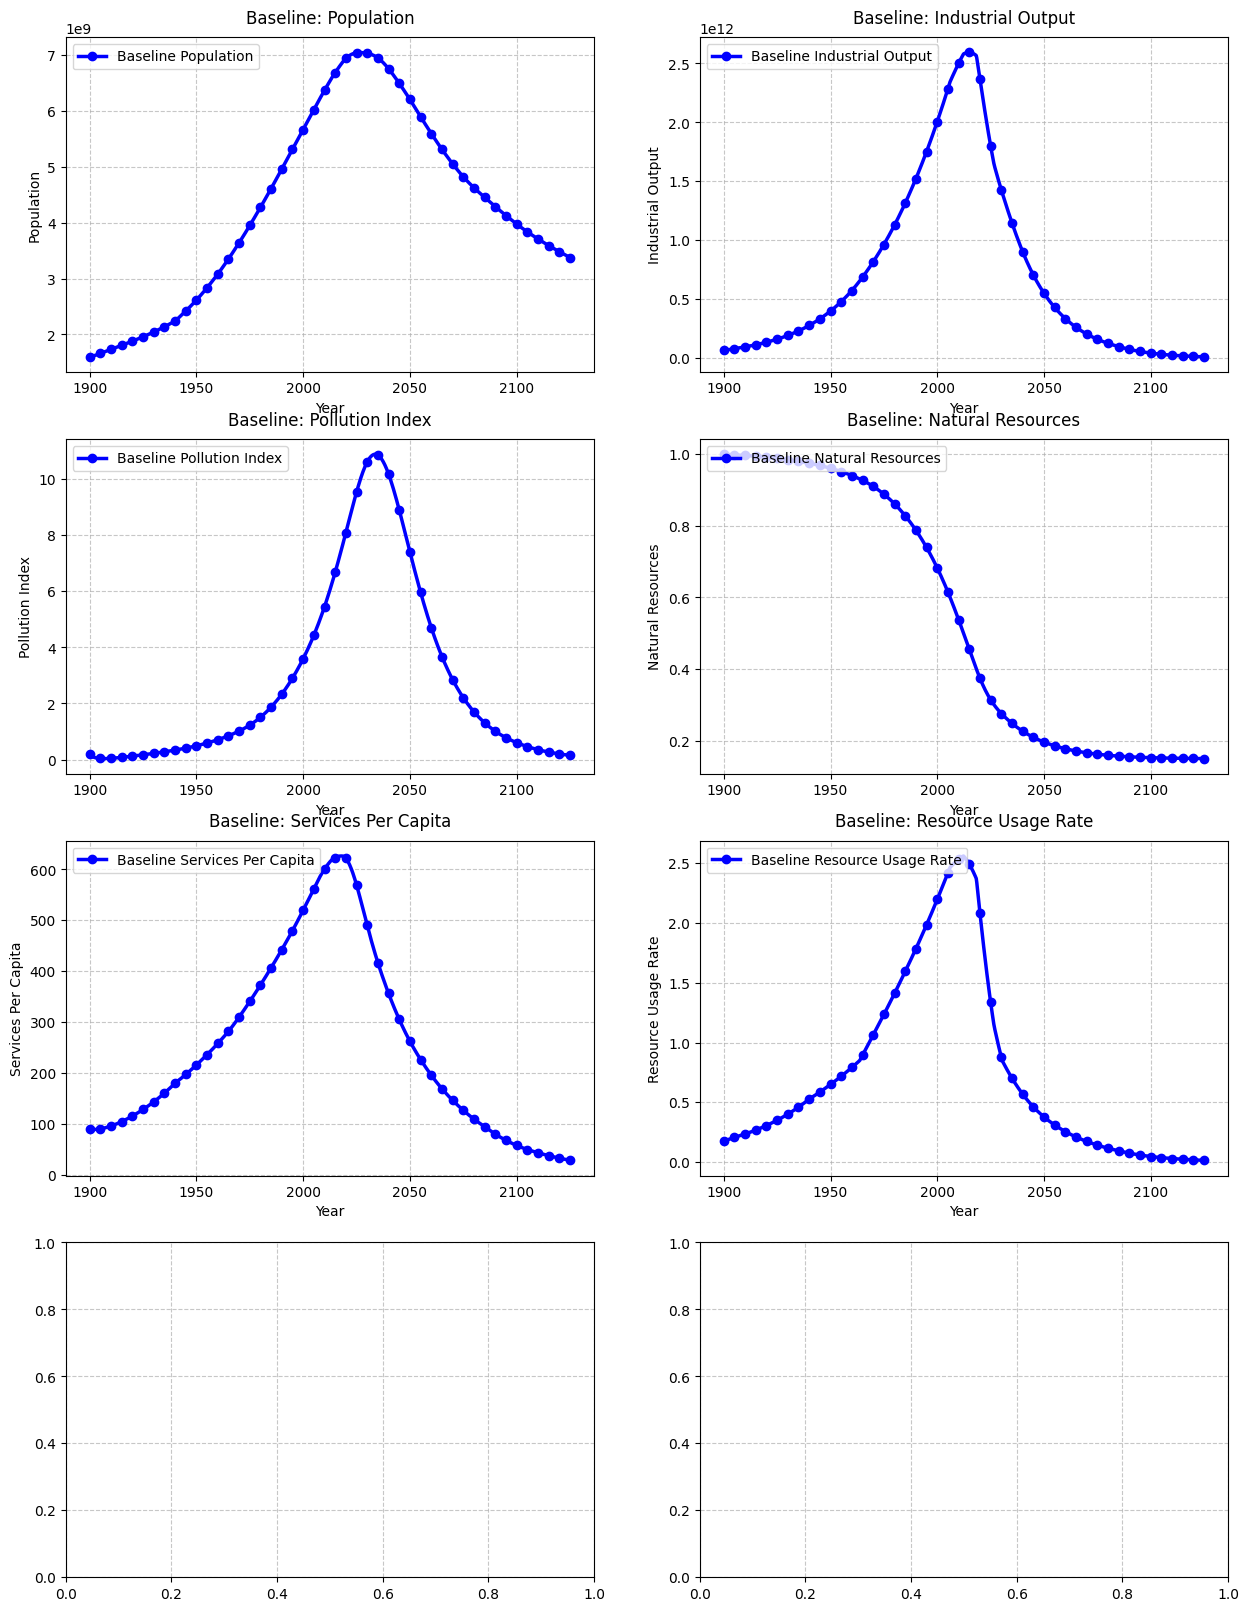 Baseline: Population
1e9
Baseline Population
7
6
5
4
3
2
Population
1900 1950 2000 2050 2100
Year
Baseline: Industrial Output
1e12
Baseline Industrial Output
2.5
2.0
1.5
1.0
0.5
0.0
Industrial Output
1900 1950 2000 2050 2100
Year
Baseline: Pollution Index
Baseline Pollution Index
10
8
6
4
2
0
Pollution Index
1900 1950 2000 2050 2100
Year
Baseline: Natural Resources
Baseline Natural Resources
1.0
0.8
0.6
0.4
0.2
Natural Resources
1900 1950 2000 2050 2100
Year
Baseline: Services Per Capita
Baseline Services Per Capita
600
500
400
300
200
100
0
Services Per Capita
1900 1950 2000 2050 2100
Year
Baseline: Resource Usage Rate
Baseline Resource Usage Rate
2.5
2.0
1.5
1.0
0.5
0.0
Resource Usage Rate
1900 1950 2000 2050 2100
Year
1.0
0.8
0.6
0.4
0.2
0.0
0.0 0.2 0.4 0.6 0.8 1.0
1.0
0.8
0.6
0.4
0.2
0.0
0.0 0.2 0.4 0.6 0.8 1.0